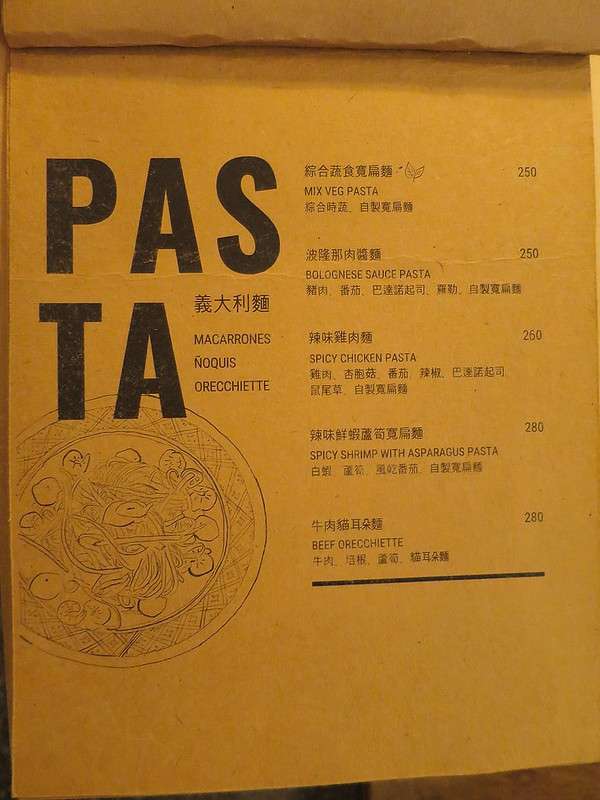 PAS
TA
義大利麵
MACARRONES
ÑOQUIS
ORECCHIETTE
綜合蔬食寬扁麵 250
MIX VEG PASTA
綜合時蔬、自製寬扁麵
波隆那肉醬麵 250
BOLOGNESE SAUCE PASTA
豬肉、番茄、巴達諾起司、羅勒、自製寬扁麵
辣味雞肉麵 260
SPICY CHICKEN PASTA
雞肉、杏胞菇、番茄、辣椒、巴達諾起司
鼠尾草、自製寬扁麵
辣味鮮蝦蘆筍寬扁麵 280
SPICY SHRIMP WITH ASPARAGUS PASTA
白蝦、蘆筍、風乾番茄、自製寬扁麵
牛肉貓耳朵麵 280
BEEF ORECCHIETTE
牛肉、培根、蘆筍、貓耳朵麵